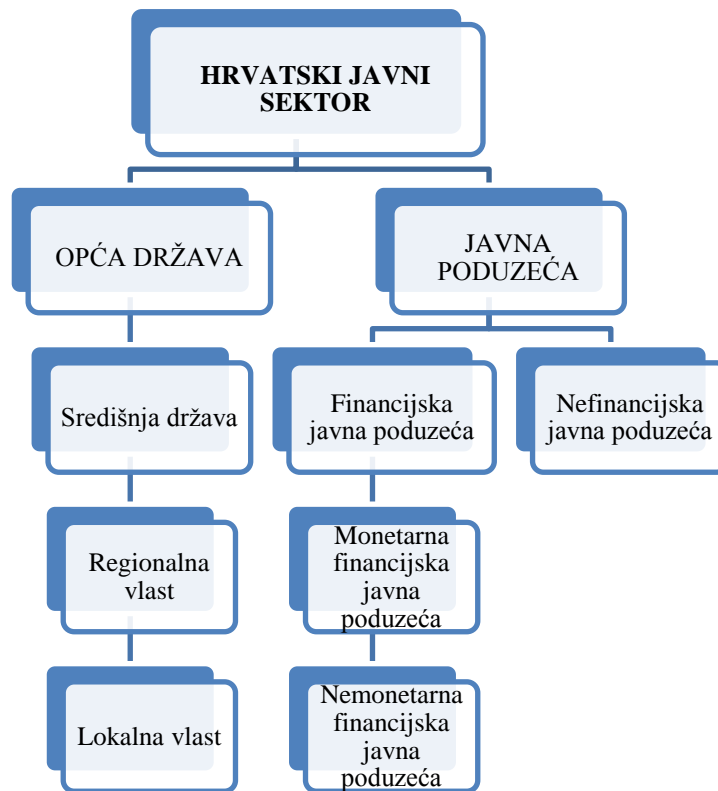 HRVATSKI JAVNI
SEKTOR
OPĆA DRŽAVA
JAVNA
PODUZEĆA
Središnja država
Financijska
javna poduzeća
Nefinancijska
javna poduzeća
Regionalna
vlast
Monetarna
financijska
javna
poduzeća
Lokalna vlast
Nemonetarna
financijska
javna
poduzeća